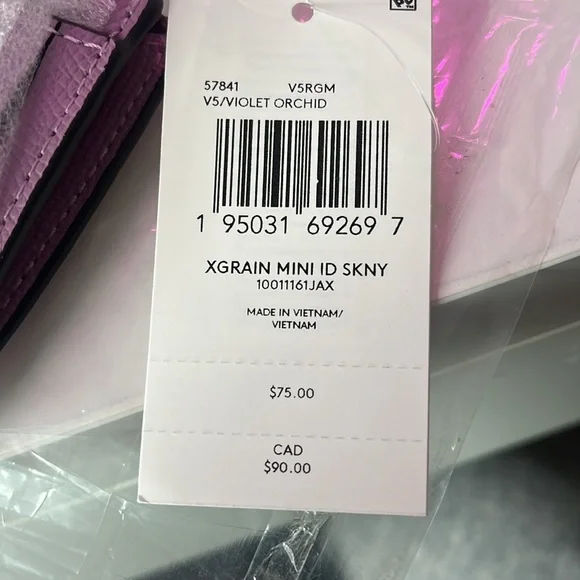 57841 V5RGM
V5/VIOLET ORCHID
1 95031 69269 7
XGRAIN MINI ID SKNY
10011161JAX
MADE IN VIETNAM/
VIETNAM
$75.00
CAD
$90.00